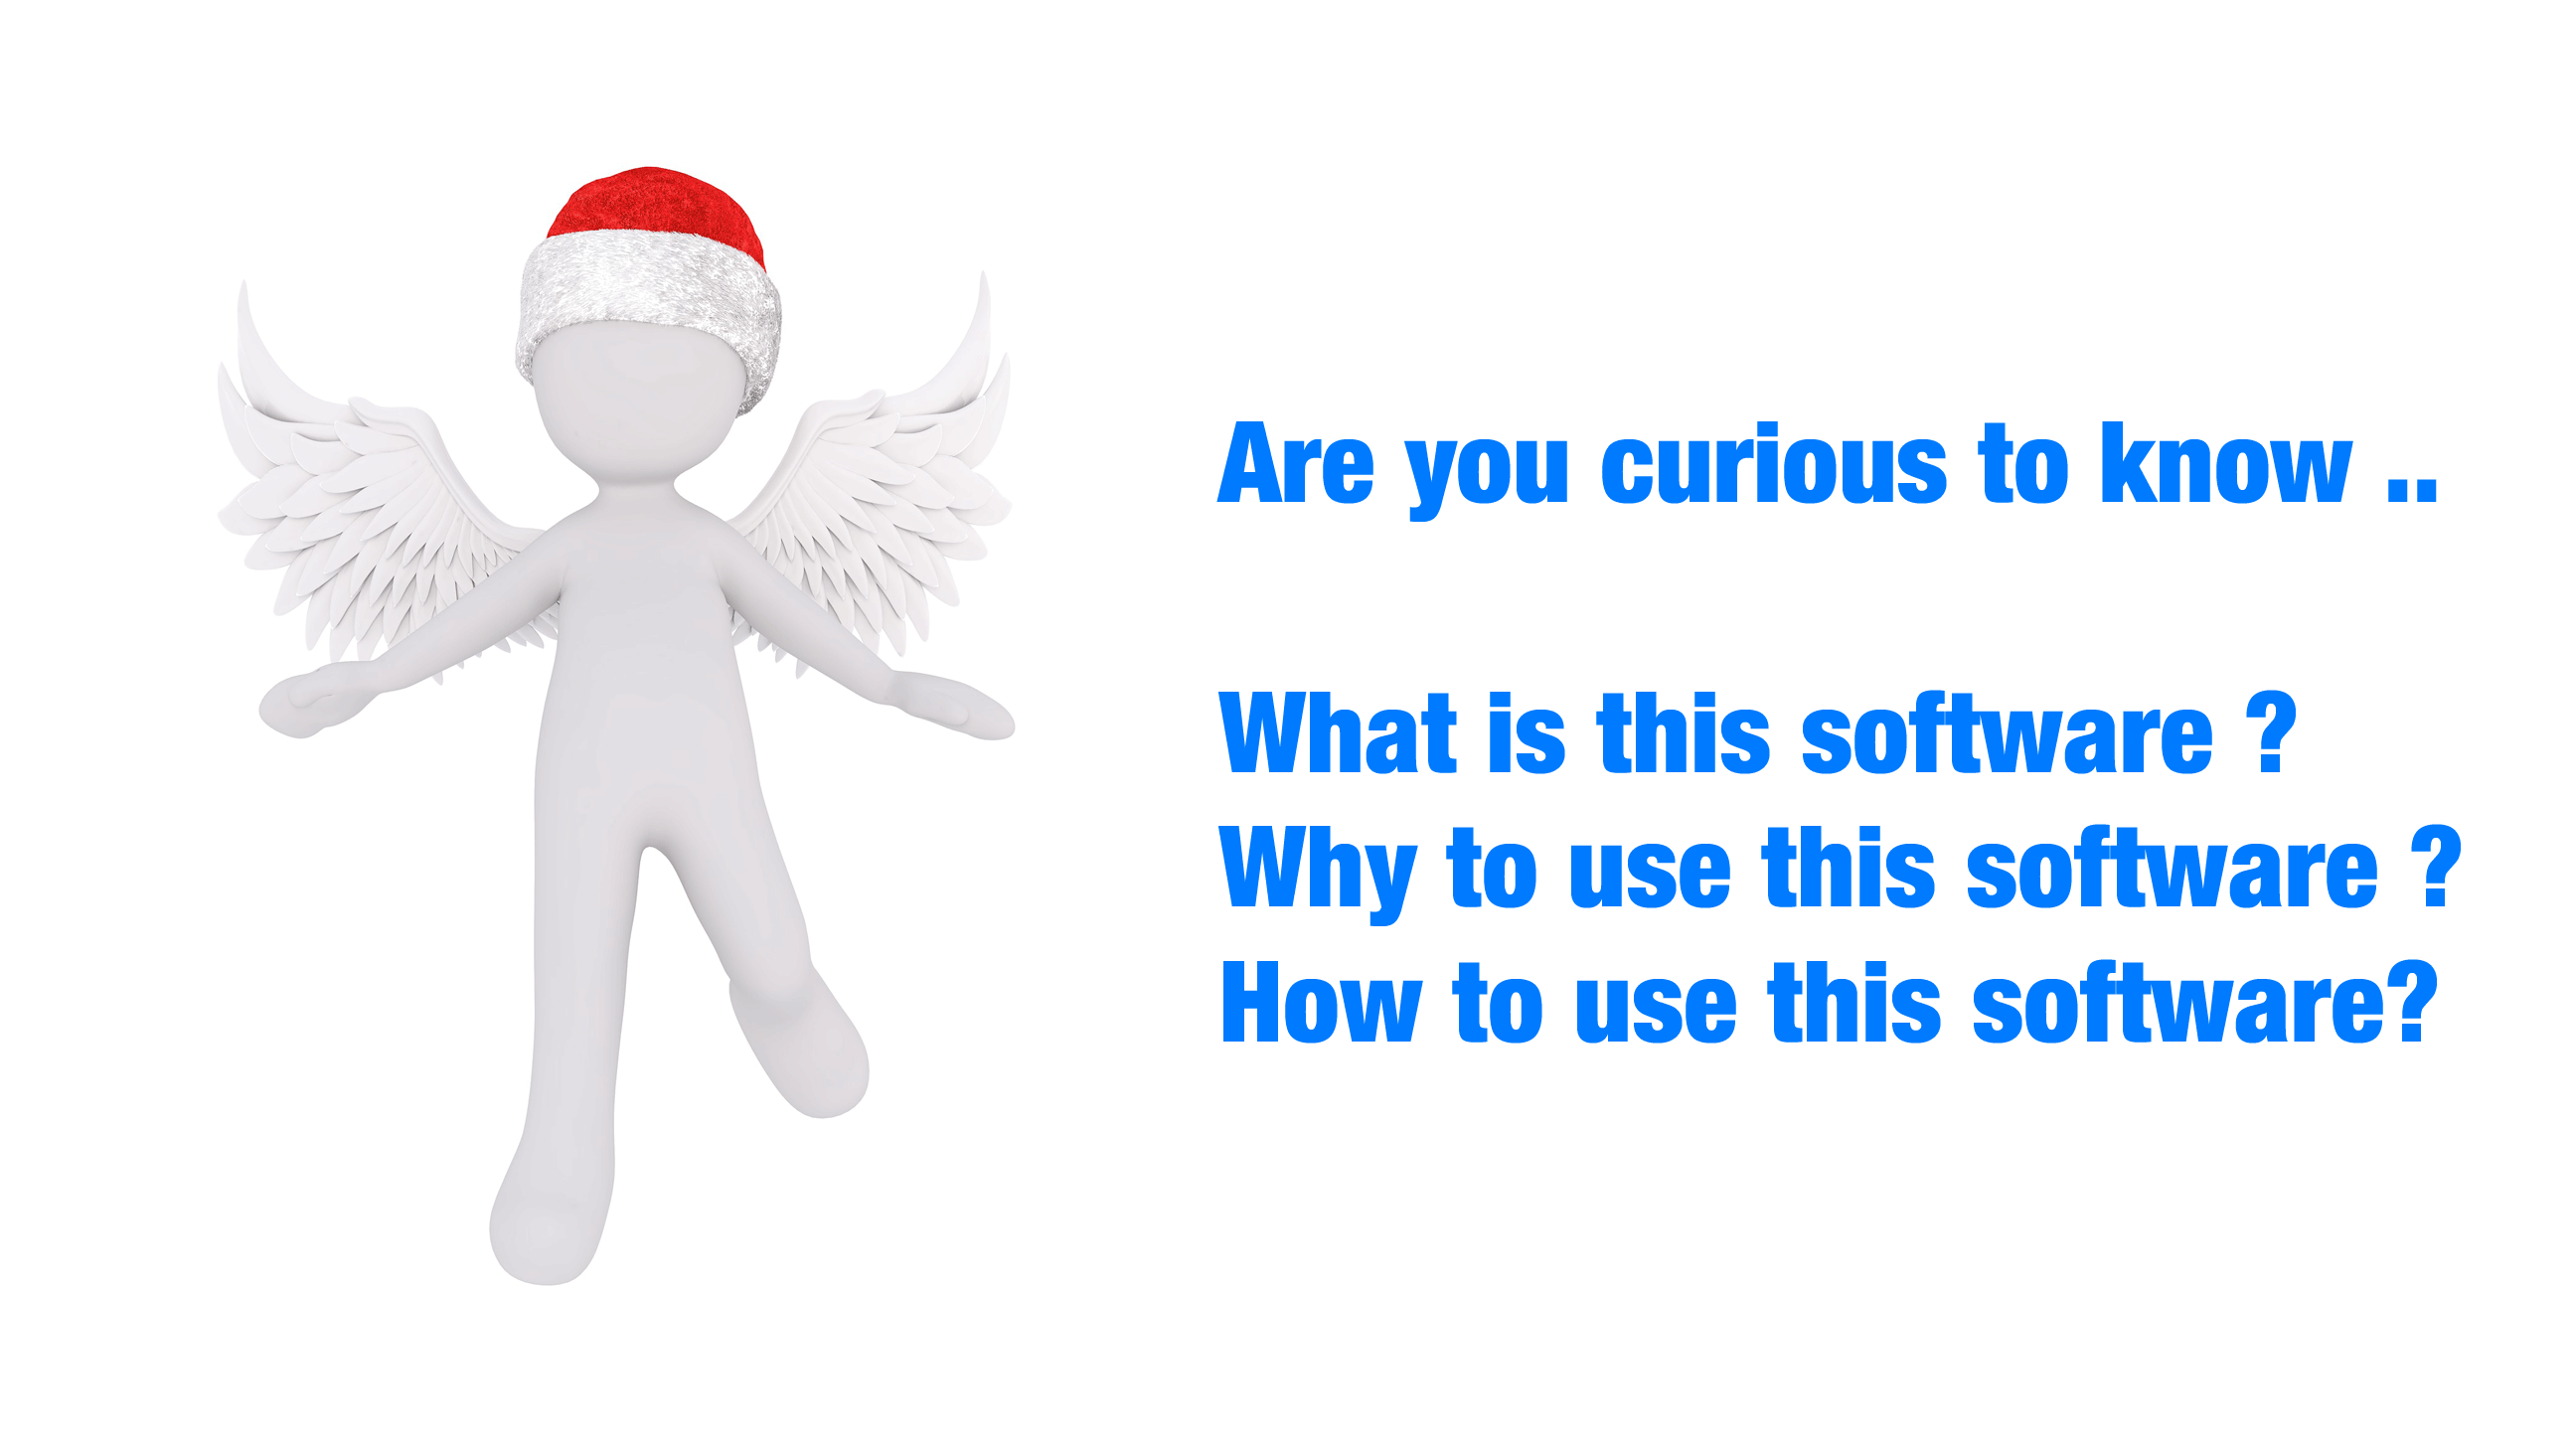 Are you curious to know ..
What is this software ?
Why to use this software ?
How to use this software?